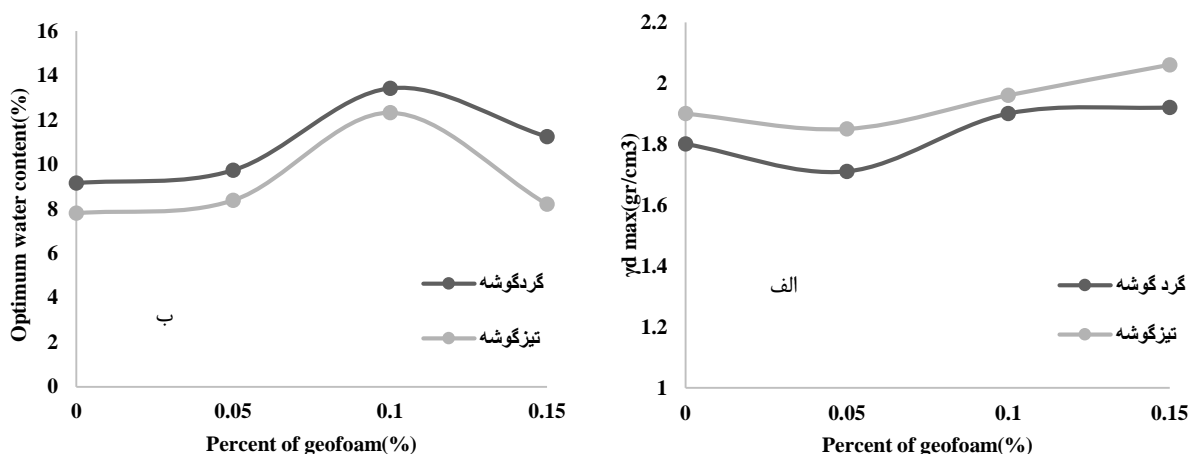 16
14
12
10
8
6
4
2
0
Optimum water content(%)
0 0.05 0.1 0.15
Percent of geofoam(%)
گردگوشه
تیزگوشه
ب
2.2
2
1.8
1.6
1.4
1.2
1
γd max(gr/cm3)
0 0.05 0.1 0.15
Percent of geofoam(%)
گرد گوشه
تیزگوشه
الف